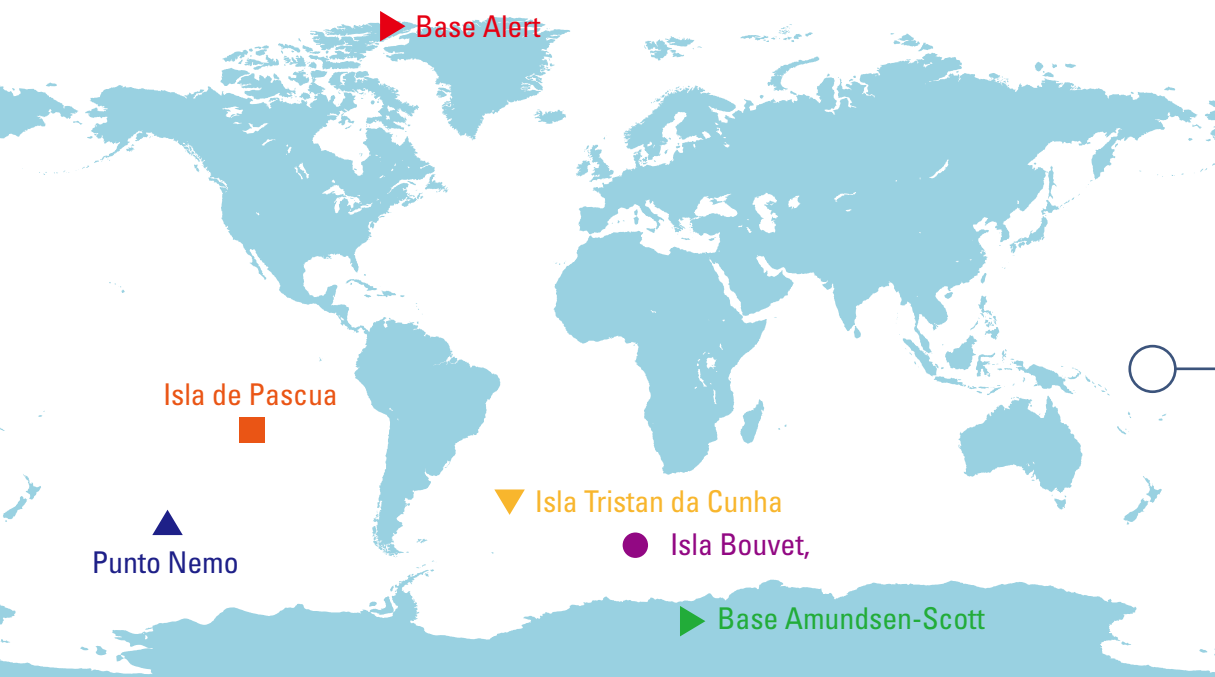 Base Alert
Isla de Pascua
Isla Tristan da Cunha
Isla Bouvet,
Punto Nemo
Base Amundsen-Scott